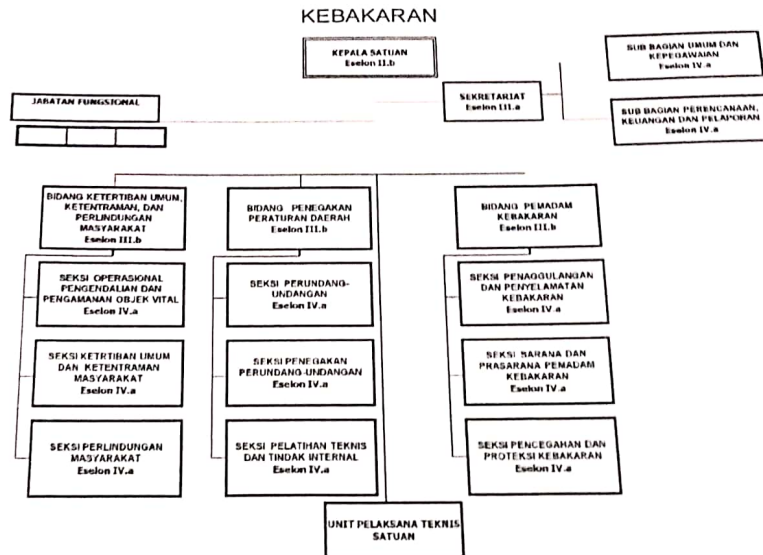 KEBAKARAN
KEPALA SATUAN
Eselon II.b
SUB BAGIAN UMUM DAN
KEPEGAWAIAN
Eselon IV.a
SEKRETARIAT
Eselon III.a
JABATAN FUNGSIONAL
SUB BAGIAN PERENCANAAN,
KEUANGAN DAN PELAPORAN
Eselon IV.a
BIDANG KETERTIBAN UMUM,
KETENTRAMAN, DAN
PERLINDUNGAN
MASYARAKAT
Eselon III.b
BIDANG PENEGAKAN
PERATURAN DAERAH
Eselon III.b
BIDANG PEMADAM
KEBAKARAN
Eselon III.b
SEKSI OPERASIONAL
PENGENDALIAN DAN
PENGAMANAN OBJEK VITAL
Eselon IV.a
SEKSI PERUNDANG-
UNDANGAN
Eselon IV.a
SEKSI PENAGGULANGAN
DAN PENYELAMATAN
KEBAKARAN
Eselon IV.a
SEKSI KETRTIBAN UMUM
DAN KETENTRAMAN
MASYARAKAT
Eselon IV.a
SEKSI PENEGAKAN
PERUNDANG-UNDANGAN
Eselon IV.a
SEKSI SARANA DAN
PRASARANA PEMADAM
KEBAKARAN
Eselon IV.a
SEKSI PERLINDUNGAN
MASYARAKAT
Eselon IV.a
SEKSI PELATIHAN TEKNIS
DAN TINDAK INTERNAL
Eselon IV.a
SEKSI PENCEGAHAN DAN
PROTEKSI KEBAKARAN
Eselon IV.a
UNIT PELAKSANA TEKNIS
SATUAN